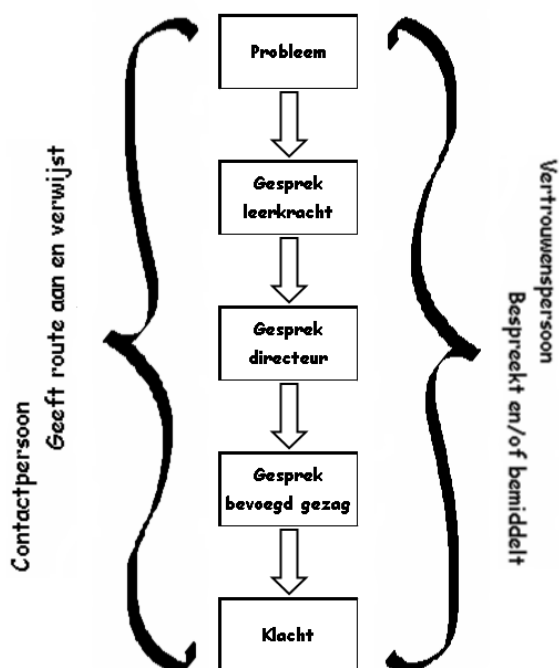 Probleem
Gesprek
leerkracht
Gesprek
directeur
Gesprek
bevoegd gezag
Klacht
Contactpersoon
Geeft route aan en verwijst
Vertrouwenspersoon
Bespreekt en/of bemiddelt